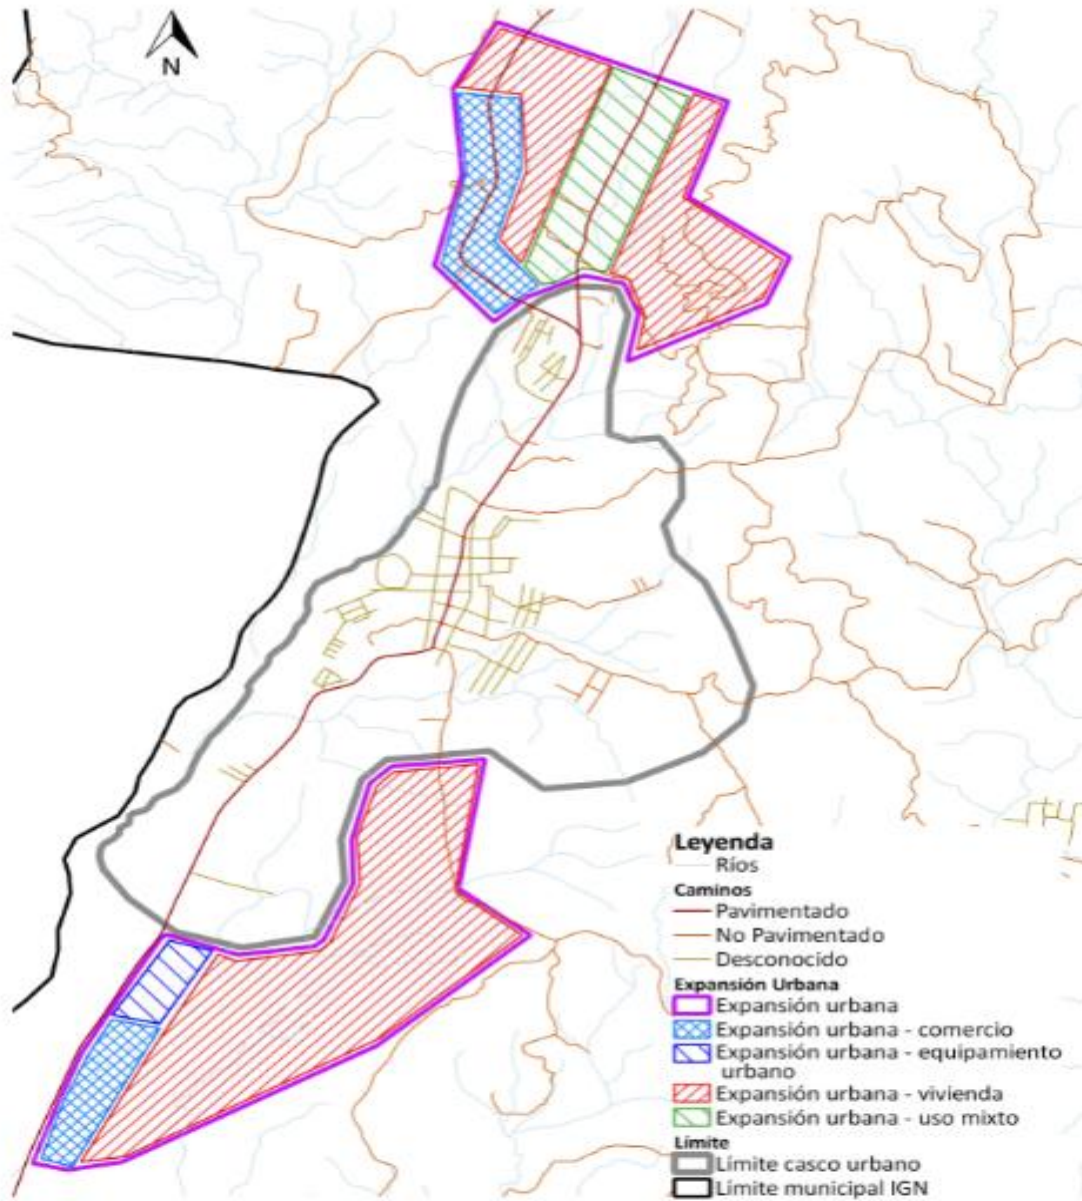 N
Leyenda
Ríos
Caminos
Pavimentado
No Pavimentado
Desconocido
Expansión Urbana
Expansión urbana
Expansión urbana - comercio
Expansión urbana - equipamiento
urbano
Expansión urbana - vivienda
Expansión urbana - uso mixto
Límite
Límite casco urbano
Límite municipal IGN